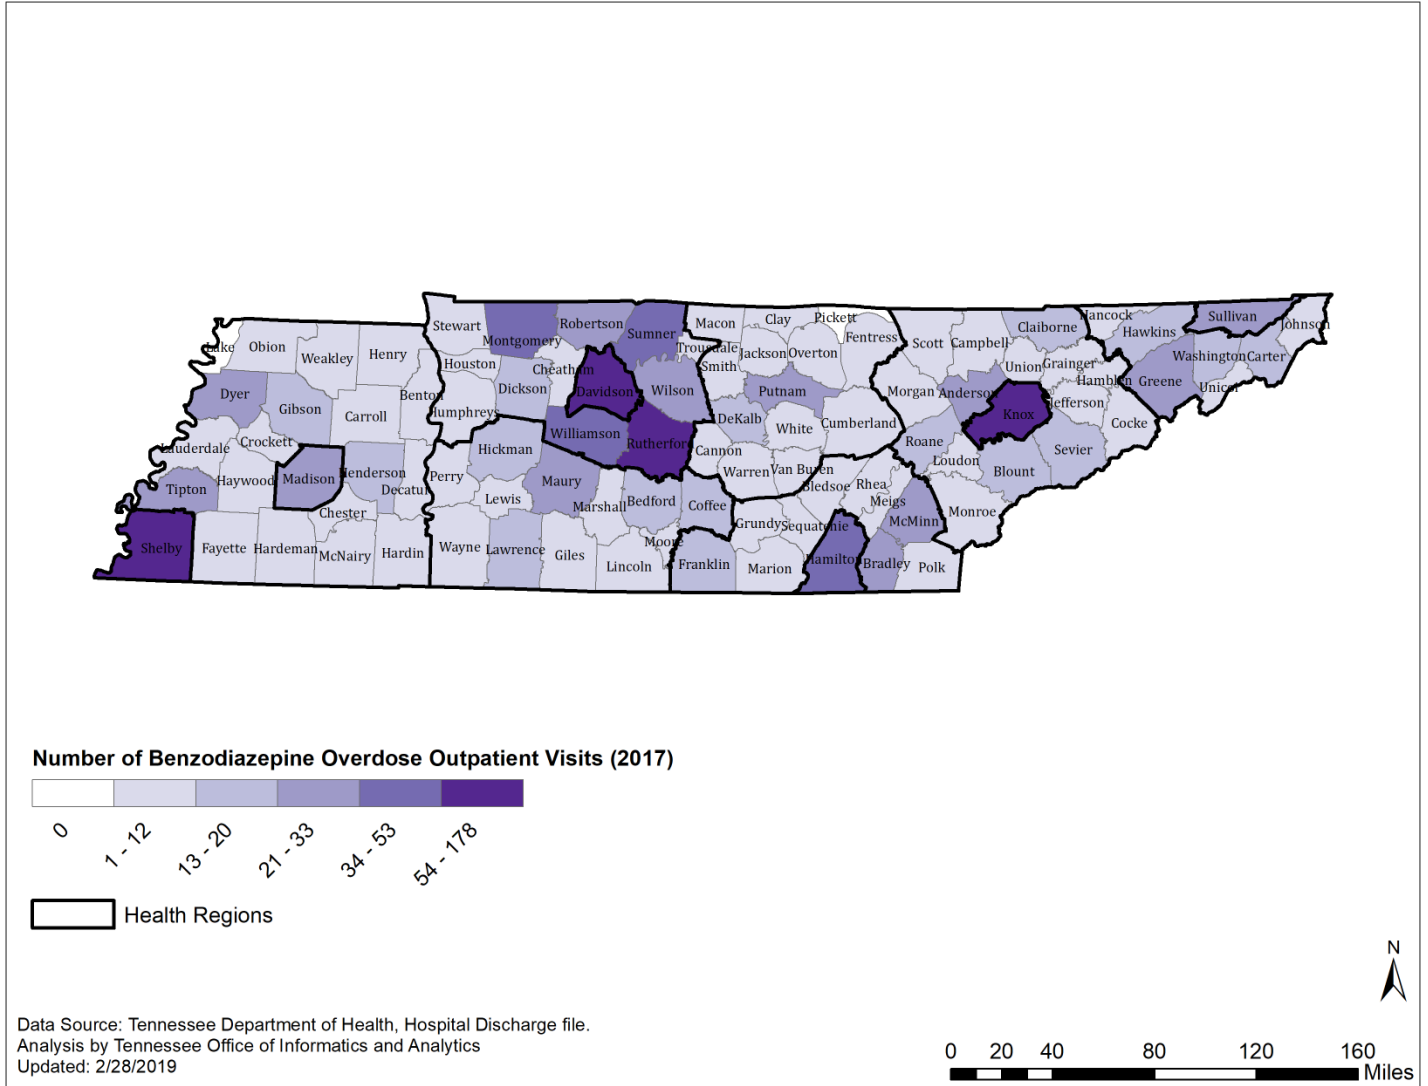 Stewart
Montgomery
Robertson
Sumner
Macon
Clay
Pickett
Fentress
Scott
Campbell
Claiborne
Hancock
Hawkins
Sullivan
Johnson
Lake
Obion
Weakley
Henry
Houston
Cheatham
Trousdale
Smith
Jackson
Overton
Union
Grainger
Hamblen
Washington
Carter
Greene
Unicoi
Dyer
Gibson
Carroll
Benton
Humphreys
Dickson
Davidson
Wilson
Putnam
Morgan
Anderson
Knox
Jefferson
Cocke
Lauderdale
Crockett
Hickman
Williamson
Rutherford
DeKalb
Cannon
White
Cumberland
Roane
Loudon
Blount
Sevier
Tipton
Haywood
Madison
Henderson
Decatur
Perry
Lewis
Maury
Marshall
Bedford
Coffee
Warren
Van Buren
Bledsoe
Rhea
Meigs
McMinn
Monroe
Chester
Shelby
Fayette
Hardeman
McNairy
Hardin
Wayne
Lawrence
Giles
Lincoln
Moore
Franklin
Grundy
Sequatchie
Marion
Hamilton
Bradley
Polk
Number of Benzodiazepine Overdose Outpatient Visits (2017)
0
1 - 12
13 - 20
21 - 33
34 - 53
54 - 178
Health Regions
N
Data Source: Tennessee Department of Health, Hospital Discharge file.
Analysis by Tennessee Office of Informatics and Analytics
Updated: 2/28/2019
0 20 40 80 120 160
Miles